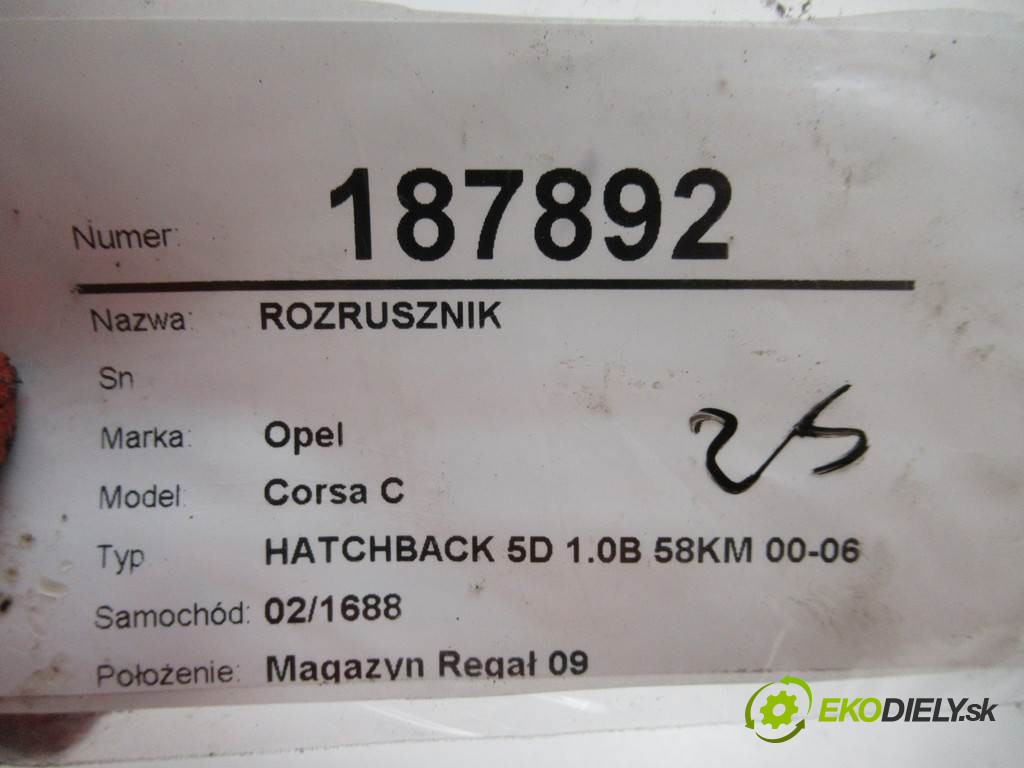 Numer: 187892
Nazwa: ROZRUSZNIK
Sn
Marka: Opel
Model: Corsa C
Typ HATCHBACK 5D 1.0B 58KM 00-06
Samochód: 02/1688
Położenie: Magazyn Regał 09
EKODIELY.sk